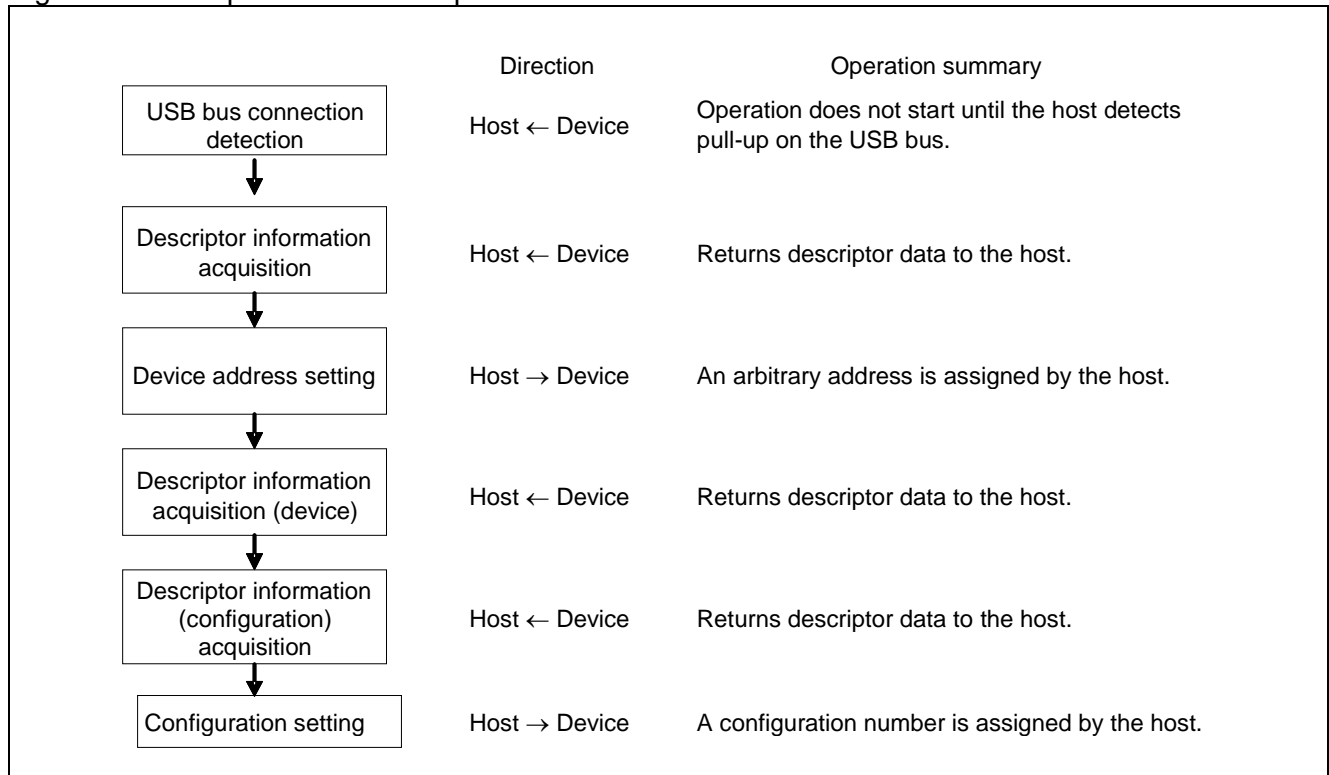 Direction Operation summary
USB bus connection
detection
Host ← Device
Operation does not start until the host detects
pull-up on the USB bus.
Descriptor information
acquisition
Host ← Device
Returns descriptor data to the host.
Device address setting
Host → Device
An arbitrary address is assigned by the host.
Descriptor information
acquisition (device)
Host ← Device
Returns descriptor data to the host.
Descriptor information
(configuration)
acquisition
Host ← Device
Returns descriptor data to the host.
Configuration setting
Host → Device
A configuration number is assigned by the host.